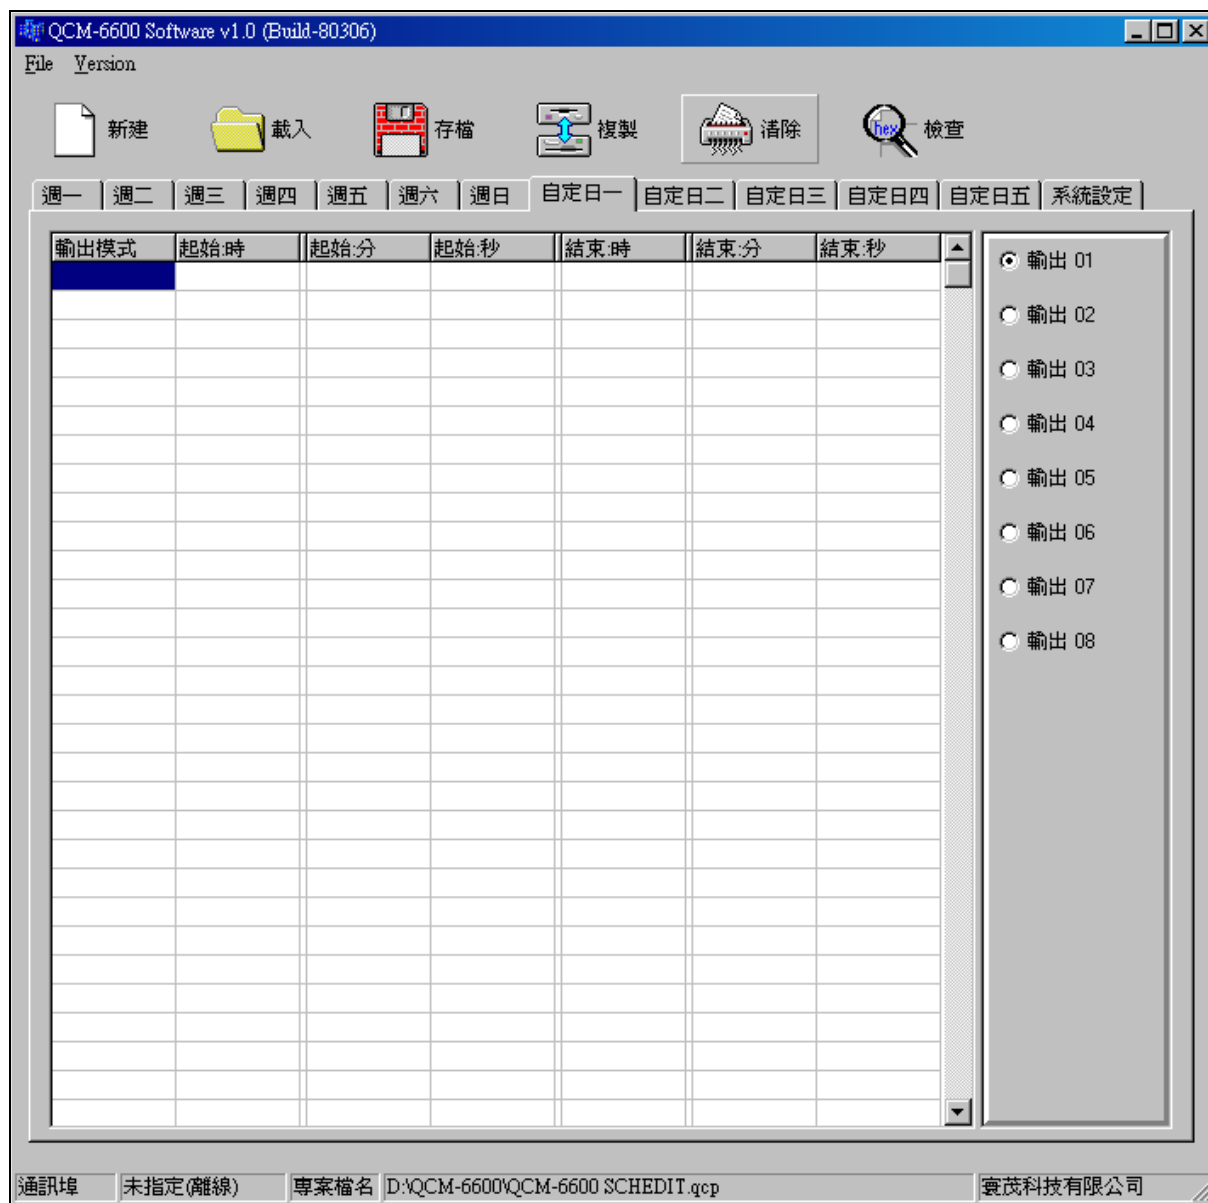 QCM-6600 Software v1.0 (Build-80306)
File Version
新建 載入 存檔 複製 清除 檢查
週一 週二 週三 週四 週五 週六 週日 自定日一 自定日二 自定日三 自定日四 自定日五 系統設定
輸出模式 起始:時 起始:分 起始:秒 結束:時 結束:分 結束:秒
輸出 01
輸出 02
輸出 03
輸出 04
輸出 05
輸出 06
輸出 07
輸出 08
通訊埠 未指定(離線) 專案檔名 D:\QCM-6600\QCM-6600 SCHEDIT.qcp 寰茂科技有限公司